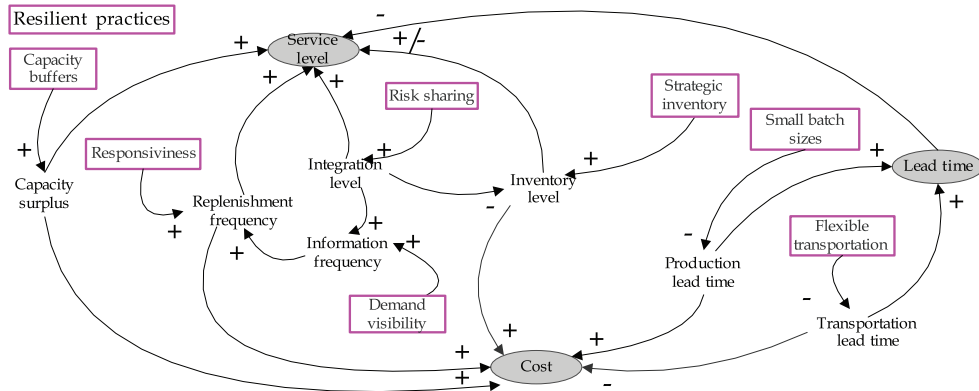 Resilient practices
-
+
Service
level
+/-
Capacity
buffers
+
+
Risk sharing
Strategic
inventory
Small batch
sizes
+
Responsiviness
Integration
level
+
+
+
Lead time
Capacity
surplus
Replenishment
frequency
Inventory
level
-
+
Flexible
transportation
+
+
+
Information
frequency
+
-
Production
lead time
Demand
visibility
-
Transportation
lead time
+
+
+
Cost
+
-